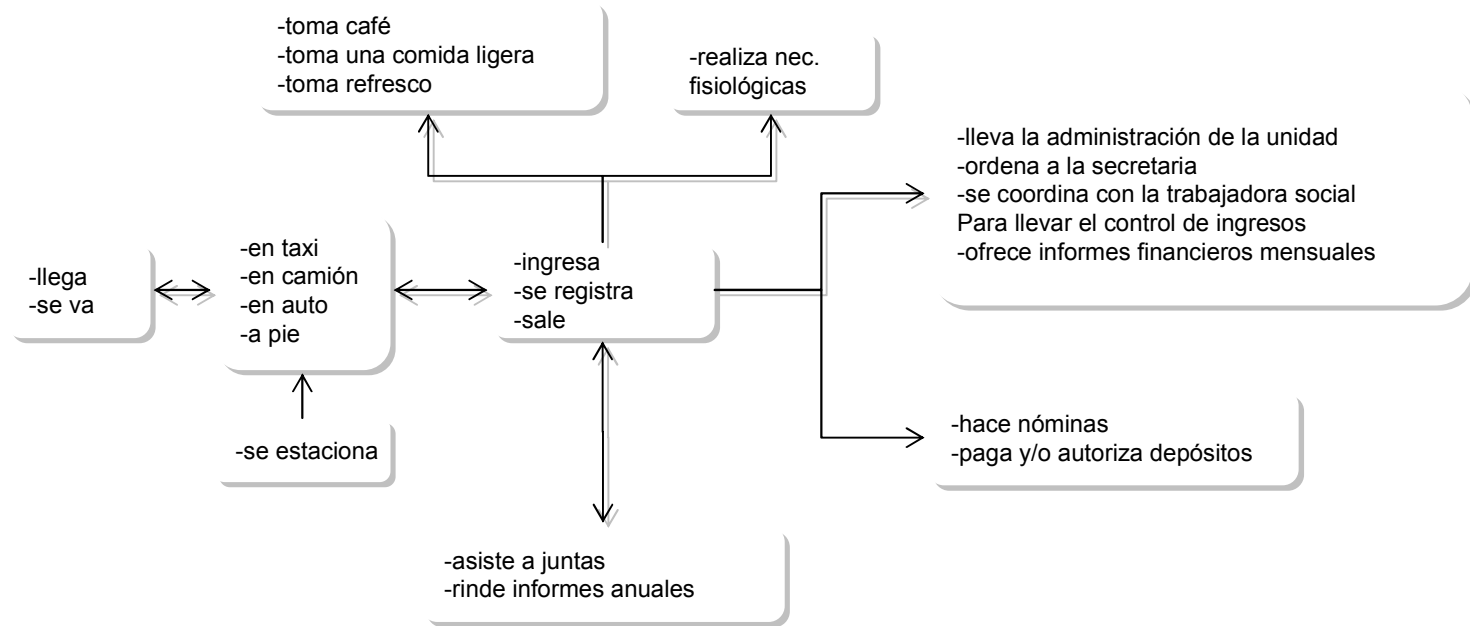 -toma café
-toma una comida ligera
-toma refresco
-realiza nec.
fisiológicas
-lleva la administración de la unidad
-ordena a la secretaria
-se coordina con la trabajadora social
Para llevar el control de ingresos
-ofrece informes financieros mensuales
-llega
-se va
-en taxi
-en camión
-en auto
-a pie
-ingresa
-se registra
-sale
-se estaciona
-hace nóminas
-paga y/o autoriza depósitos
-asiste a juntas
-rinde informes anuales